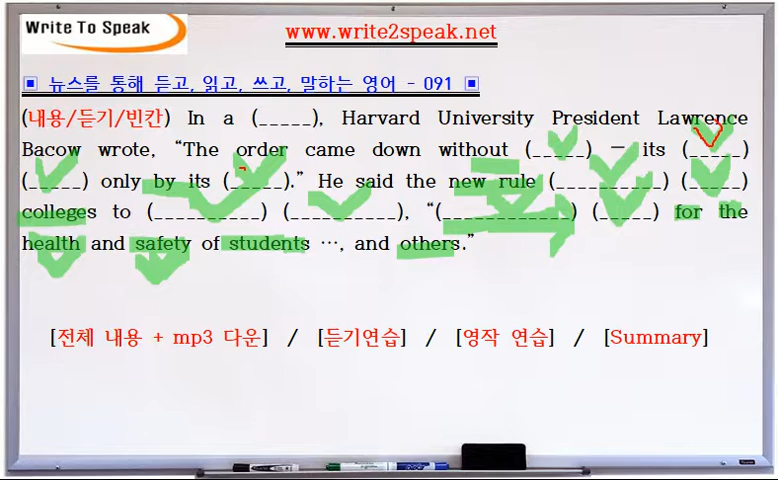 Write To Speak
www.write2speak.net
▣ 뉴스를 통해 듣고, 읽고, 쓰고, 말하는 영어 - 091 ▣
(내용/듣기/빈칸) In a (_____), Harvard University President Lawrence
Bacow wrote, “The order came down without (_____) — its (_____)
(_____) only by its (_____).” He said the new rule (__________) (_____)
colleges to (__________) (__________), “(____________) (_____) for the
health and safety of students …, and others.”
[전체 내용 + mp3 다운] / [듣기연습] / [영작 연습] / [Summary]